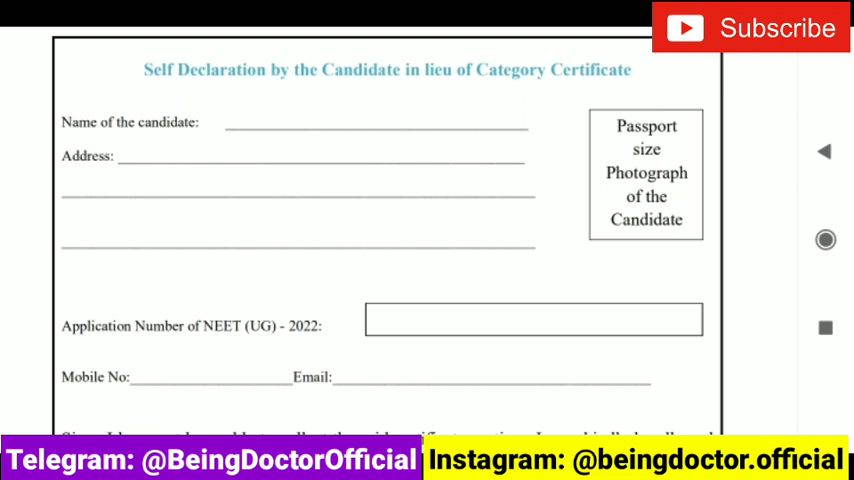 Subscribe
Self Declaration by the Candidate in lieu of Category Certificate
Name of the candidate:
Passport
size
Photograph
of the
Candidate
Address:
Application Number of NEET (UG) - 2022:
Mobile No: Email:
Telegram: @BeingDoctorOfficial
Instagram: @beingdoctor.official